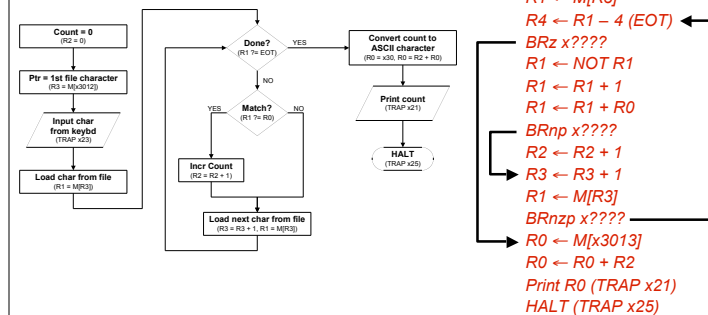 Count = 0
(R2 = 0)
Ptr = 1st file character
(R3 = M[x3012])
Input char
from keybd
(TRAP x23)
Load char from file
(R1 = M[R3])
Done?
(R1 ?= EOT)
YES
NO
Match?
(R1 ?= R0)
YES
NO
Incr Count
(R2 = R2 + 1)
Load next char from file
(R3 = R3 + 1, R1 = M[R3])
Convert count to
ASCII character
(R0 = x30, R0 = R2 + R0)
Print count
(TRAP x21)
HALT
(TRAP x25)
R1 ← M[R3]
R4 ← R1 – 4 (EOT)
BRz x????
R1 ← NOT R1
R1 ← R1 + 1
R1 ← R1 + R0
BRnp x????
R2 ← R2 + 1
R3 ← R3 + 1
R1 ← M[R3]
BRnzp x????
R0 ← M[x3013]
R0 ← R0 + R2
Print R0 (TRAP x21)
HALT (TRAP x25)